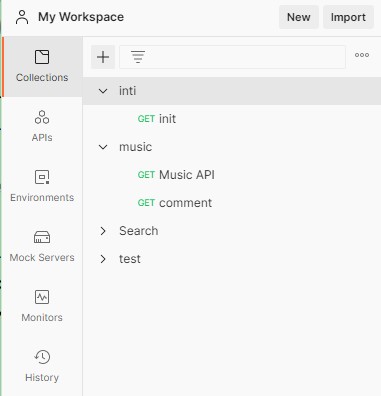 My Workspace
New
Import
Collections
APIs
Environments
Mock Servers
Monitors
History
inti
GET init
music
GET Music API
GET comment
Search
test